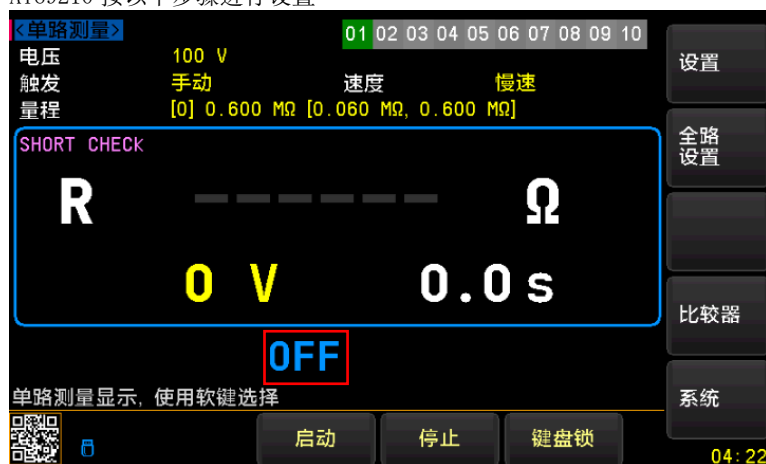 <单路测量> 01 02 03 04 05 06 07 08 09 10
电压 100 V
触发 手动 速度 慢速
量程 [0] 0.600 MΩ [0.060 MΩ, 0.600 MΩ]
SHORT CHECK
R ------ Ω
0 V 0.0s
OFF
单路测量显示, 使用软键选择
启动 停止 键盘锁
设置
全路
设置
比较器
系统
04:22